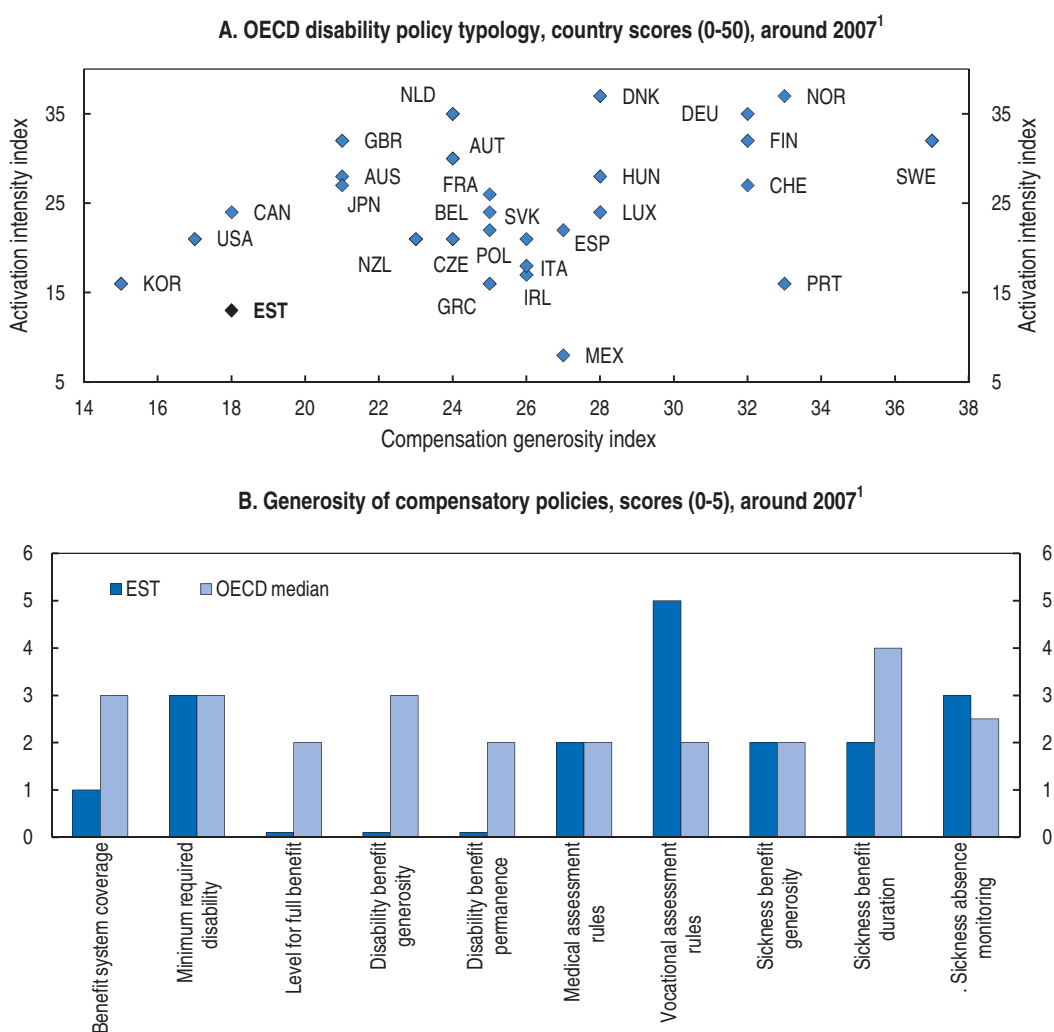 A. OECD disability policy typology, country scores (0-50), around 2007¹
Activation intensity index
Activation intensity index
35
25
15
5
35
25
15
5
NLD
DNK
NOR
DEU
GBR
AUT
FIN
AUS
FRA
HUN
CHE
SWE
JPN
CAN
BEL
SVK
LUX
USA
NZL
CZE
POL
ESP
ITA
KOR
GRC
IRL
PRT
EST
MEX
14 16 18 20 22 24 26 28 30 32 34 36 38
Compensation generosity index
B. Generosity of compensatory policies, scores (0-5), around 2007¹
6
5
4
3
2
1
0
6
5
4
3
2
1
0
EST
OECD median
Benefit system coverage
Minimum required
disability
Level for full benefit
Disability benefit
generosity
Disability benefit
permanence
Medical assessment
rules
Vocational assessment
rules
Sickness benefit
generosity
Sickness benefit
duration
. Sickness absence
monitoring